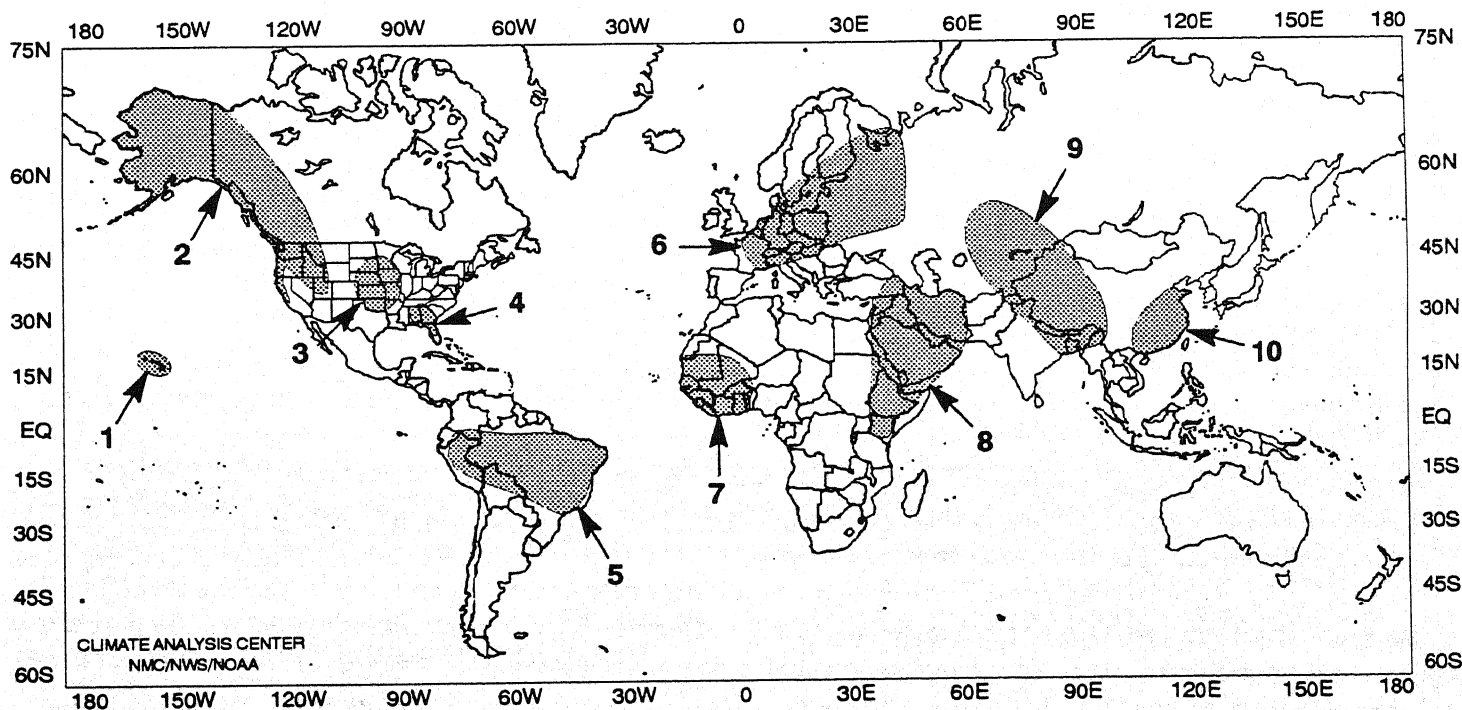 180 150W 120W 90W 60W 30W 0 30E 60E 90E 120E 150E 180
75N 75N
9
60N 60N
2
6
45N 45N
4
30N 30N
3
10
15N 15N
1
8
EQ EQ
7
15S 15S
30S 30S
5
45S 45S
CLIMATE ANALYSIS CENTER
NMC/NWS/NOAA
60S 60S
180 150W 120W 90W 60W 30W 0 30E 60E 90E 120E 150E 180